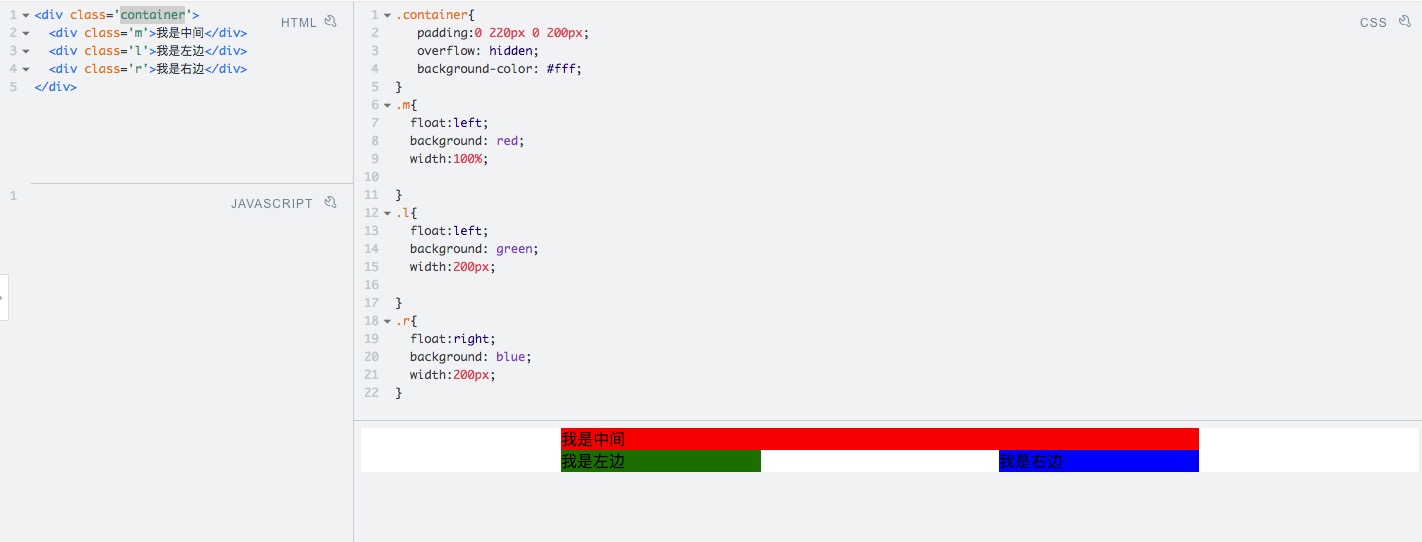 HTML
1 <div class='container'>
2 <div class='m'>我是中间</div>
3 <div class='l'>我是左边</div>
4 <div class='r'>我是右边</div>
5 </div>
JAVASCRIPT
1
CSS
1 .container{
2 padding:0 220px 0 200px;
3 overflow: hidden;
4 background-color: #fff;
5 }
6 .m{
7 float:left;
8 background: red;
9 width:100%;
10
11 }
12 .l{
13 float:left;
14 background: green;
15 width:200px;
16
17 }
18 .r{
19 float:right;
20 background: blue;
21 width:200px;
22 }
我是中间
我是左边 我是右边